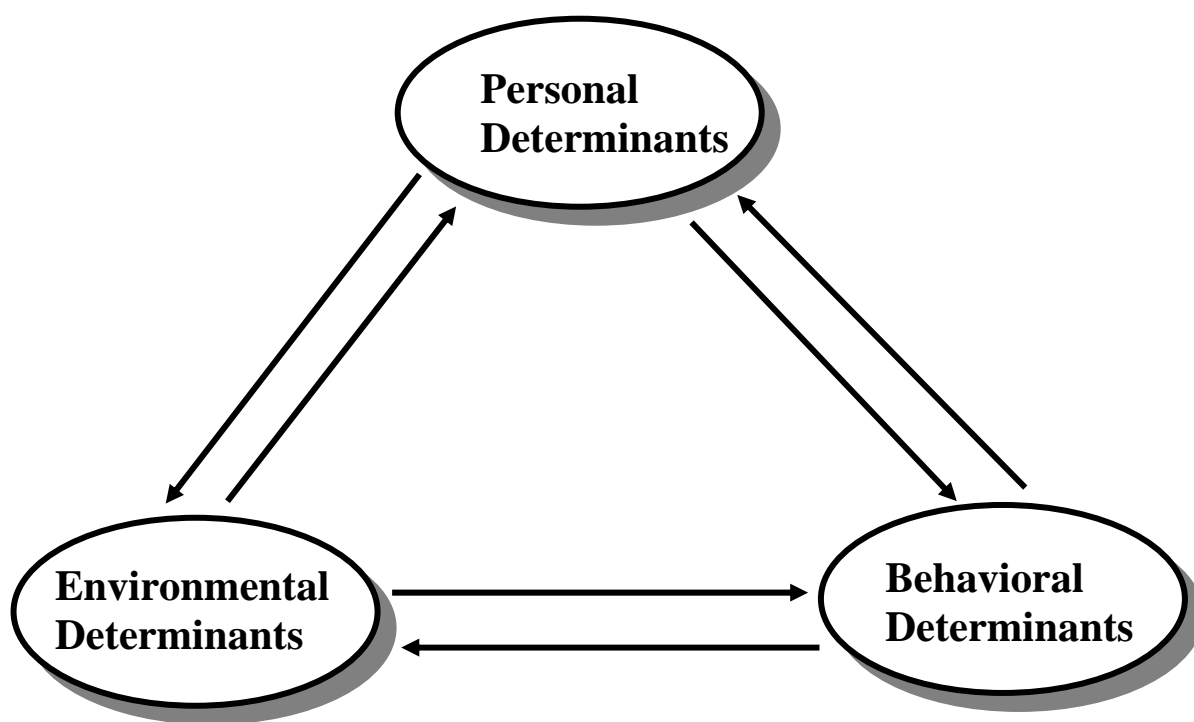 Personal
Determinants
Environmental
Determinants
Behavioral
Determinants